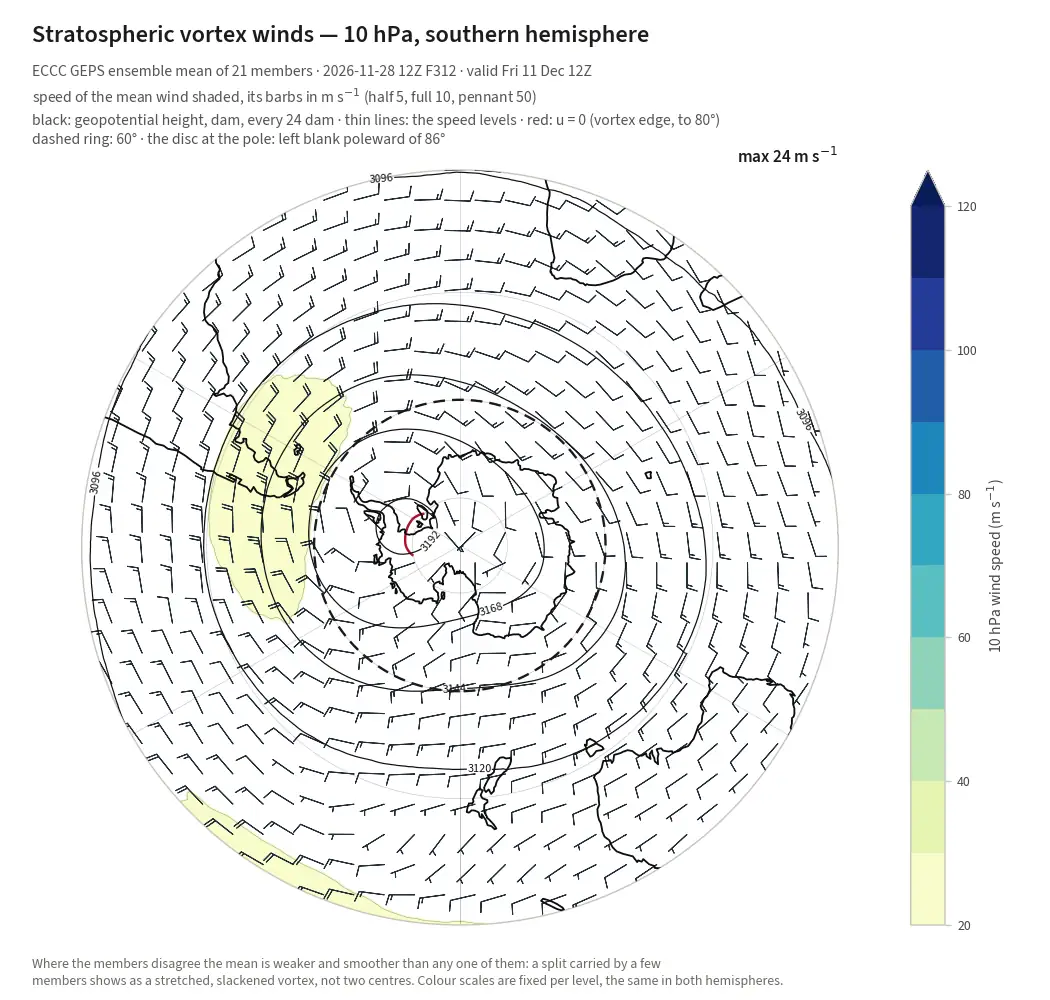 Stratospheric vortex winds — 10 hPa, southern hemisphere
ECCC GEPS ensemble mean of 21 members · 2026-11-28 12Z F312 · valid Fri 11 Dec 12Z
speed of the mean wind shaded, its barbs in m s⁻¹ (half 5, full 10, pennant 50)
black: geopotential height, dam, every 24 dam · thin lines: the speed levels · red: u = 0 (vortex edge, to 80°)
dashed ring: 60° · the disc at the pole: left blank poleward of 86°
max 24 m s⁻¹
3096
3096
3096
3192
3168
3144
3120
120
100
80
60
40
20
10 hPa wind speed (m s⁻¹)
Where the members disagree the mean is weaker and smoother than any one of them: a split carried by a few
members shows as a stretched, slackened vortex, not two centres. Colour scales are fixed per level, the same in both hemispheres.